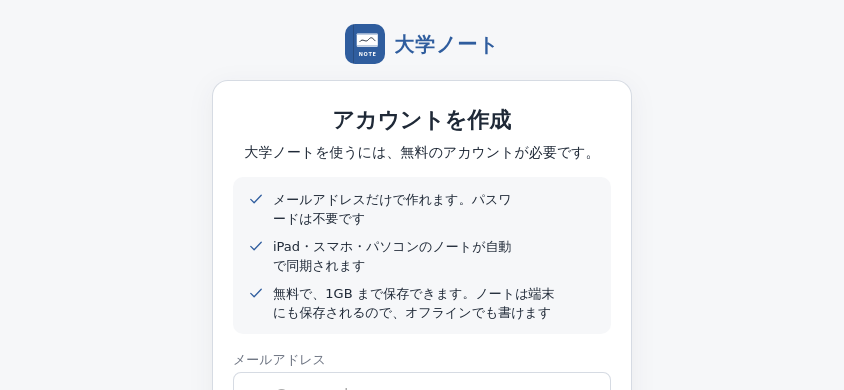 NOTE
大学ノート
アカウントを作成
大学ノートを使うには、無料のアカウントが必要です。
メールアドレスだけで作れます。パスワ
ードは不要です
iPad・スマホ・パソコンのノートが自動
で同期されます
無料で、1GB まで保存できます。ノートは端末
にも保存されるので、オフラインでも書けます
メールアドレス